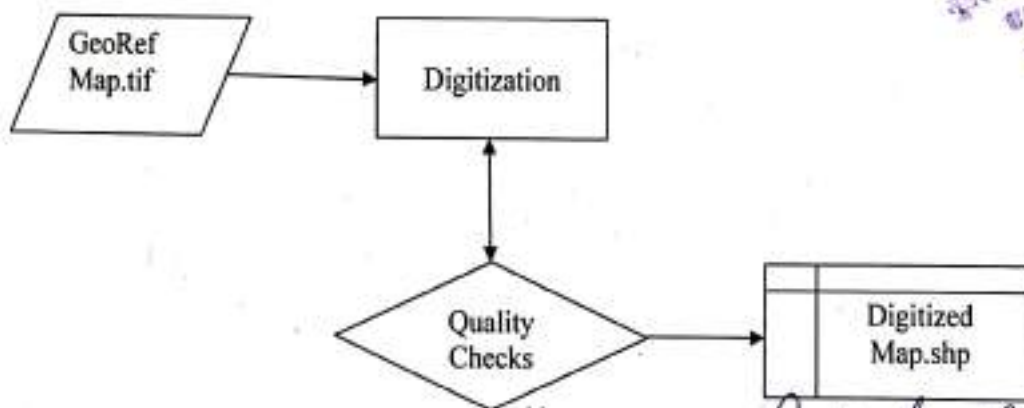 GeoRef
Map.tif
Digitization
Quality
Checks
Digitized
Map.shp